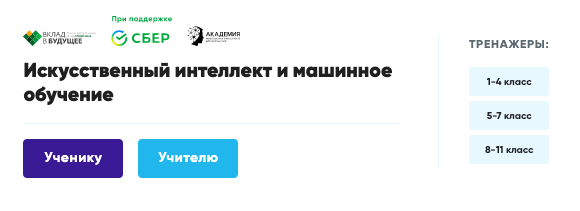 При поддержке
ВКЛАД
В БУДУЩЕЕ
СБЕР
АКАДЕМИЯ
Искусственный интеллект и машинное
обучение
Ученику
Учителю
ТРЕНАЖЕРЫ:
1-4 класс
5-7 класс
8-11 класс